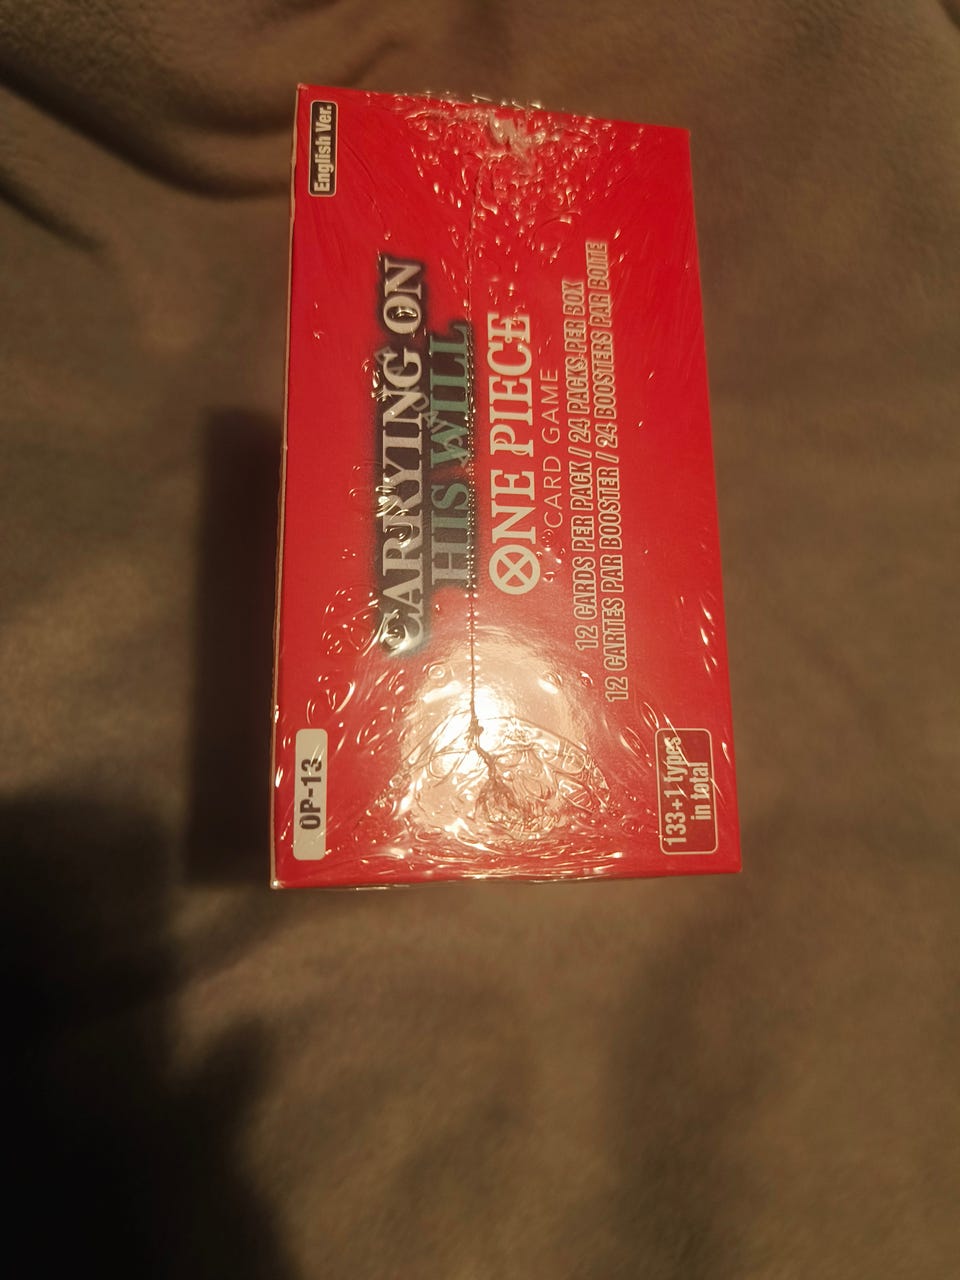 OP-13
English Ver.
CARRYING ON
HIS WILL
ONE PIECE
CARD GAME
12 CARDS PER PACK / 24 PACKS PER BOX
12 CARTES PAR BOOSTER / 24 BOOSTERS PAR BOITE
133+1 types
in total